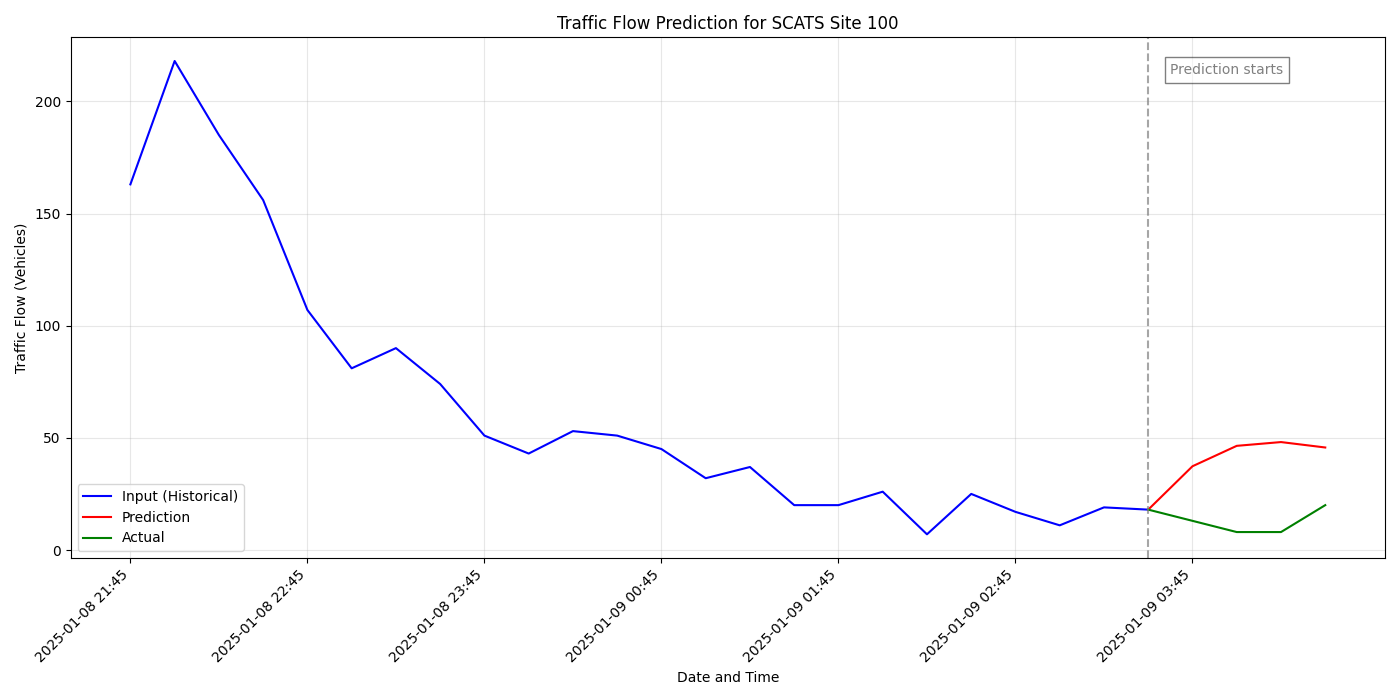 Traffic Flow Prediction for SCATS Site 100
Prediction starts
Traffic Flow (Vehicles)
200
150
100
50
0
Input (Historical)
Prediction
Actual
2025-01-08 21:45
2025-01-08 22:45
2025-01-08 23:45
2025-01-09 00:45
2025-01-09 01:45
2025-01-09 02:45
2025-01-09 03:45
Date and Time